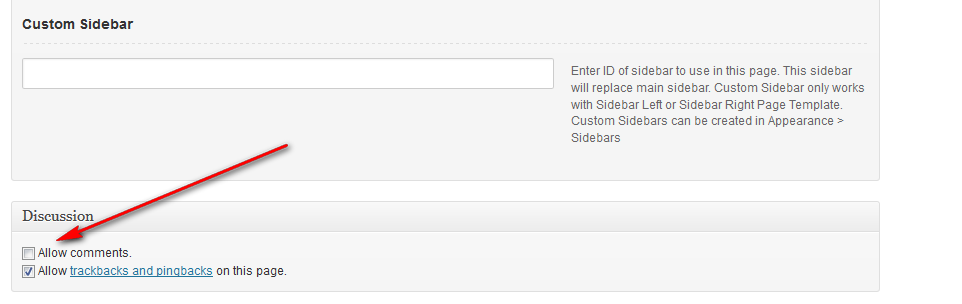 Custom Sidebar
Enter ID of sidebar to use in this page. This sidebar
will replace main sidebar. Custom Sidebar only works
with Sidebar Left or Sidebar Right Page Template.
Custom Sidebars can be created in Appearance >
Sidebars
Discussion
Allow comments.
Allow trackbacks and pingbacks on this page.